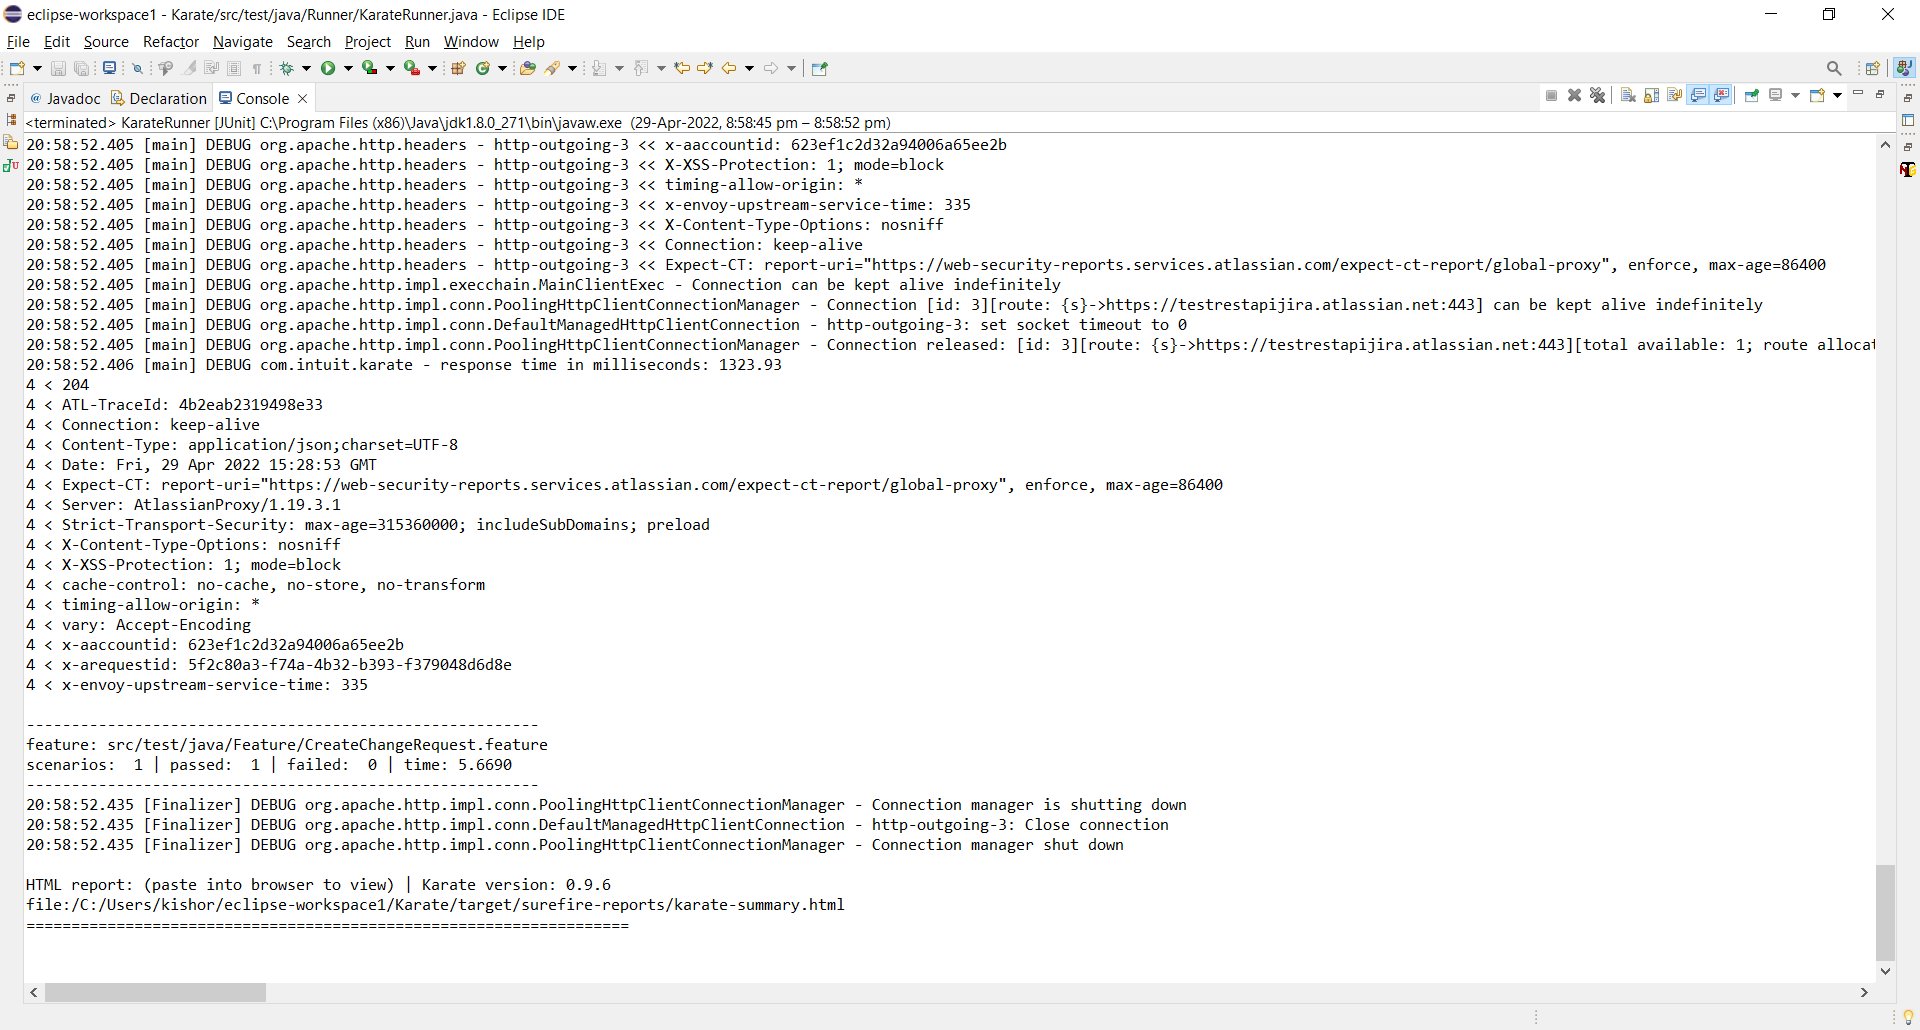 eclipse-workspace1 - Karate/src/test/java/Runner/KarateRunner.java - Eclipse IDE
File Edit Source Refactor Navigate Search Project Run Window Help
@ Javadoc Declaration Console
<terminated> KarateRunner [JUnit] C:\Program Files (x86)\Java\jdk1.8.0_271\bin\javaw.exe (29-Apr-2022, 8:58:45 pm – 8:58:52 pm)
20:58:52.405 [main] DEBUG org.apache.http.headers - http-outgoing-3 << x-aaccountid: 623ef1c2d32a94006a65ee2b
20:58:52.405 [main] DEBUG org.apache.http.headers - http-outgoing-3 << X-XSS-Protection: 1; mode=block
20:58:52.405 [main] DEBUG org.apache.http.headers - http-outgoing-3 << timing-allow-origin: *
20:58:52.405 [main] DEBUG org.apache.http.headers - http-outgoing-3 << x-envoy-upstream-service-time: 335
20:58:52.405 [main] DEBUG org.apache.http.headers - http-outgoing-3 << X-Content-Type-Options: nosniff
20:58:52.405 [main] DEBUG org.apache.http.headers - http-outgoing-3 << Connection: keep-alive
20:58:52.405 [main] DEBUG org.apache.http.headers - http-outgoing-3 << Expect-CT: report-uri="https://web-security-reports.services.atlassian.com/expect-ct-report/global-proxy", enforce, max-age=86400
20:58:52.405 [main] DEBUG org.apache.http.impl.execchain.MainClientExec - Connection can be kept alive indefinitely
20:58:52.405 [main] DEBUG org.apache.http.impl.conn.PoolingHttpClientConnectionManager - Connection [id: 3][route: {s}->https://testrestapijira.atlassian.net:443] can be kept alive indefinitely
20:58:52.405 [main] DEBUG org.apache.http.impl.conn.DefaultManagedHttpClientConnection - http-outgoing-3: set socket timeout to 0
20:58:52.405 [main] DEBUG org.apache.http.impl.conn.PoolingHttpClientConnectionManager - Connection released: [id: 3][route: {s}->https://testrestapijira.atlassian.net:443][total available: 1; route allocat
20:58:52.406 [main] DEBUG com.intuit.karate - response time in milliseconds: 1323.93
4 < 204
4 < ATL-TraceId: 4b2eab2319498e33
4 < Connection: keep-alive
4 < Content-Type: application/json;charset=UTF-8
4 < Date: Fri, 29 Apr 2022 15:28:53 GMT
4 < Expect-CT: report-uri="https://web-security-reports.services.atlassian.com/expect-ct-report/global-proxy", enforce, max-age=86400
4 < Server: AtlassianProxy/1.19.3.1
4 < Strict-Transport-Security: max-age=315360000; includeSubDomains; preload
4 < X-Content-Type-Options: nosniff
4 < X-XSS-Protection: 1; mode=block
4 < cache-control: no-cache, no-store, no-transform
4 < timing-allow-origin: *
4 < vary: Accept-Encoding
4 < x-aaccountid: 623ef1c2d32a94006a65ee2b
4 < x-arequestid: 5f2c80a3-f74a-4b32-b393-f379048d6d8e
4 < x-envoy-upstream-service-time: 335
---------------------------------------------------------
feature: src/test/java/Feature/CreateChangeRequest.feature
scenarios:  1 | passed:  1 | failed:  0 | time: 5.6690
---------------------------------------------------------
20:58:52.435 [Finalizer] DEBUG org.apache.http.impl.conn.PoolingHttpClientConnectionManager - Connection manager is shutting down
20:58:52.435 [Finalizer] DEBUG org.apache.http.impl.conn.DefaultManagedHttpClientConnection - http-outgoing-3: Close connection
20:58:52.435 [Finalizer] DEBUG org.apache.http.impl.conn.PoolingHttpClientConnectionManager - Connection manager shut down
HTML report: (paste into browser to view) | Karate version: 0.9.6
file:/C:/Users/kishor/eclipse-workspace1/Karate/target/surefire-reports/karate-summary.html
===================================================================